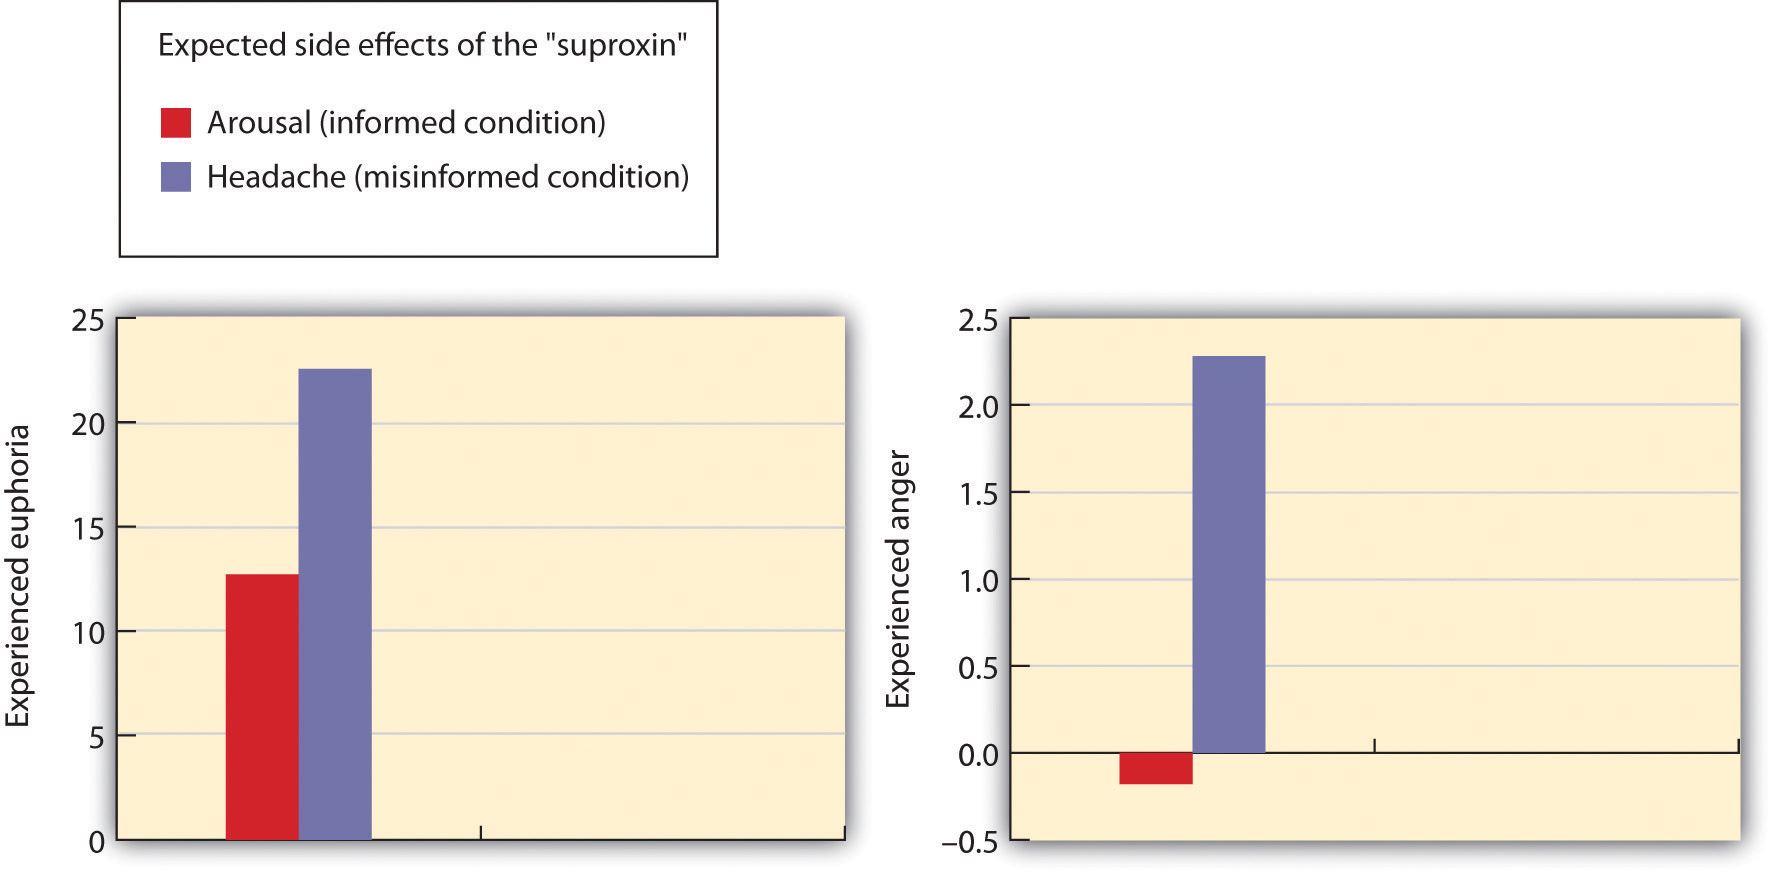 Expected side effects of the "suproxin"
Arousal (informed condition)
Headache (misinformed condition)
Experienced euphoria
25
20
15
10
5
0
Experienced anger
2.5
2.0
1.5
1.0
0.5
0.0
–0.5